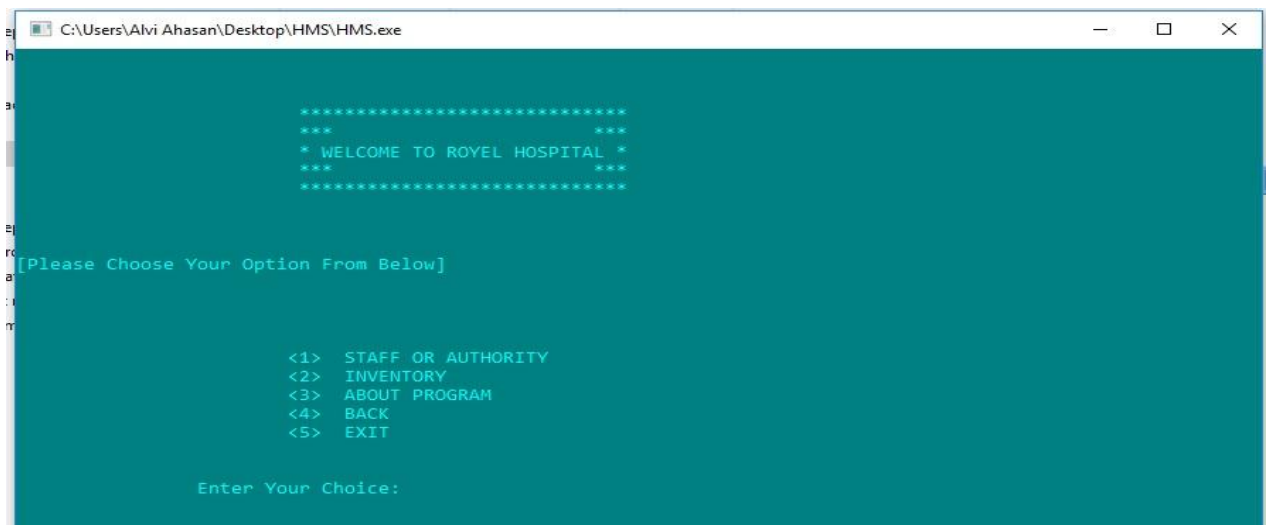 C:\Users\Alvi Ahasan\Desktop\HMS\HMS.exe
*****************************
*** ***
* WELCOME TO ROYEL HOSPITAL *
*** ***
*****************************
[Please Choose Your Option From Below]
<1> STAFF OR AUTHORITY
<2> INVENTORY
<3> ABOUT PROGRAM
<4> BACK
<5> EXIT
Enter Your Choice: